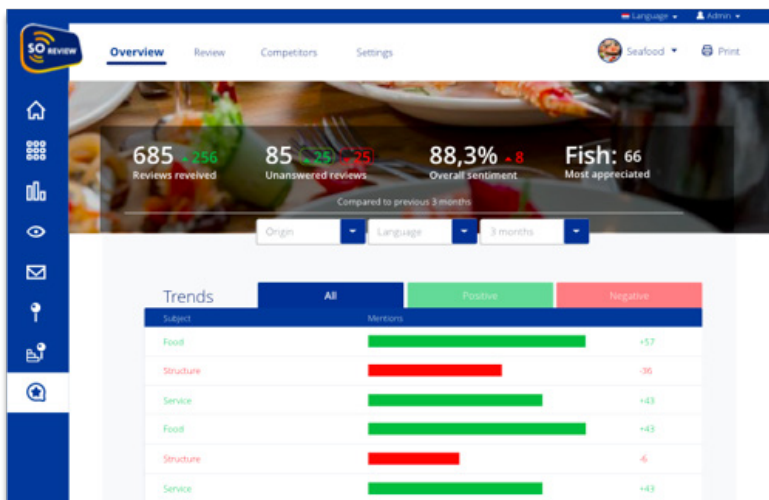 Language
Admin
SO REVIEW
Overview
Review
Competitors
Settings
Seafood
Print
685 256
Reviews reveived
85 25 25
Unanswered reviews
88,3% 8
Overall sentiment
Fish: 66
Most appreciated
Compared to previous 3 months
Origin
Language
3 months
Trends
All
Positive
Negative
Subject
Mentions
Food +57
Structure -36
Service +43
Food +43
Structure -6
Service +43